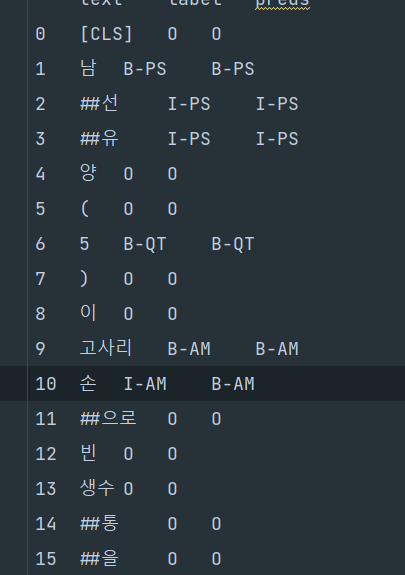 text label preds
0 [CLS] O O
1 남 B-PS B-PS
2 ##선 I-PS I-PS
3 ##유 I-PS I-PS
4 양 O O
5 ( O O
6 5 B-QT B-QT
7 ) O O
8 이 O O
9 고사리 B-AM B-AM
10 손 I-AM B-AM
11 ##으로 O O
12 빈 O O
13 생수 O O
14 ##통 O O
15 ##을 O O